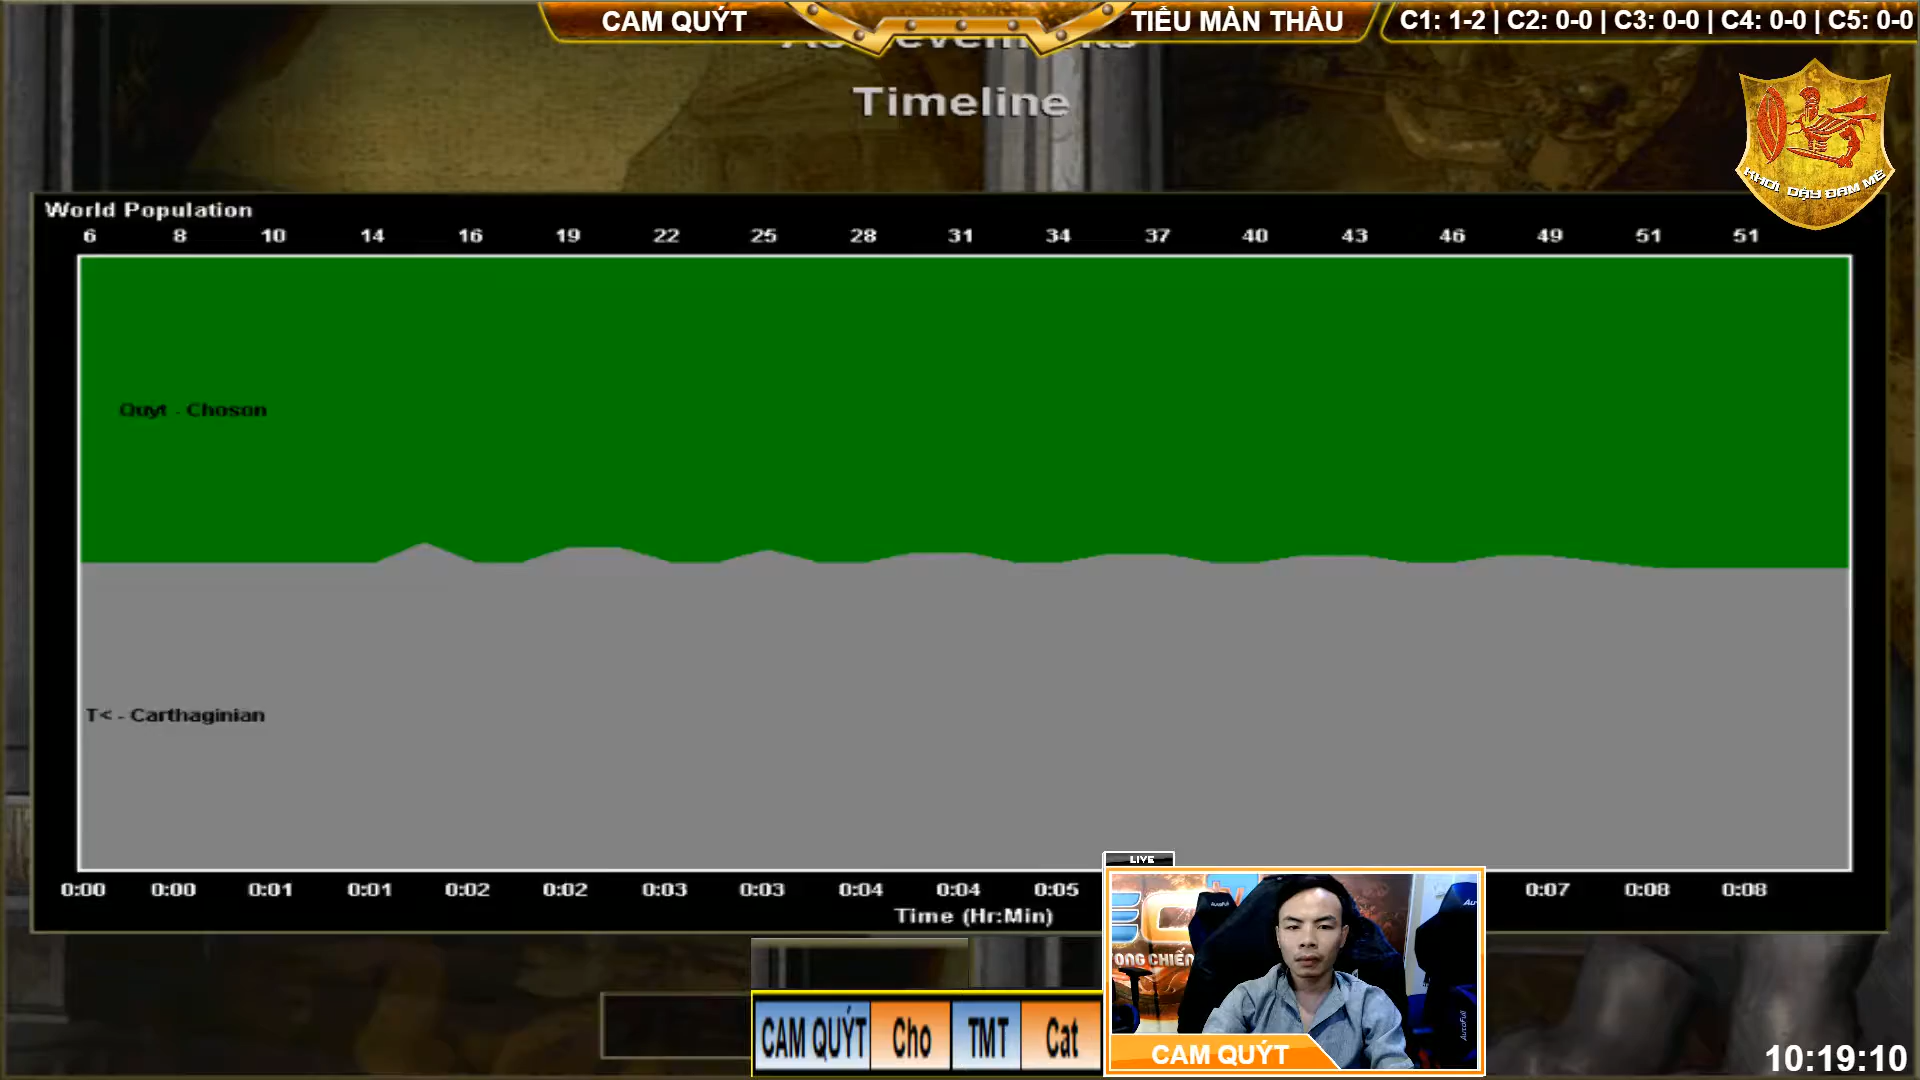 CAM QUÝT
TIỂU MÀN THẦU
C1: 1-2 | C2: 0-0 | C3: 0-0 | C4: 0-0 | C5: 0-0
Timeline
KHƠI DẬY ĐAM MÊ
World Population
6 8 10 14 16 19 22 25 28 31 34 37 40 43 46 49 51 51
Quyt - Choson
T< - Carthaginian
0:00 0:00 0:01 0:01 0:02 0:02 0:03 0:03 0:04 0:04 0:05 0:07 0:08 0:08
Time (Hr:Min)
LIVE
CAM QUÝT Cho TMT Cat
CAM QUÝT
10:19:10